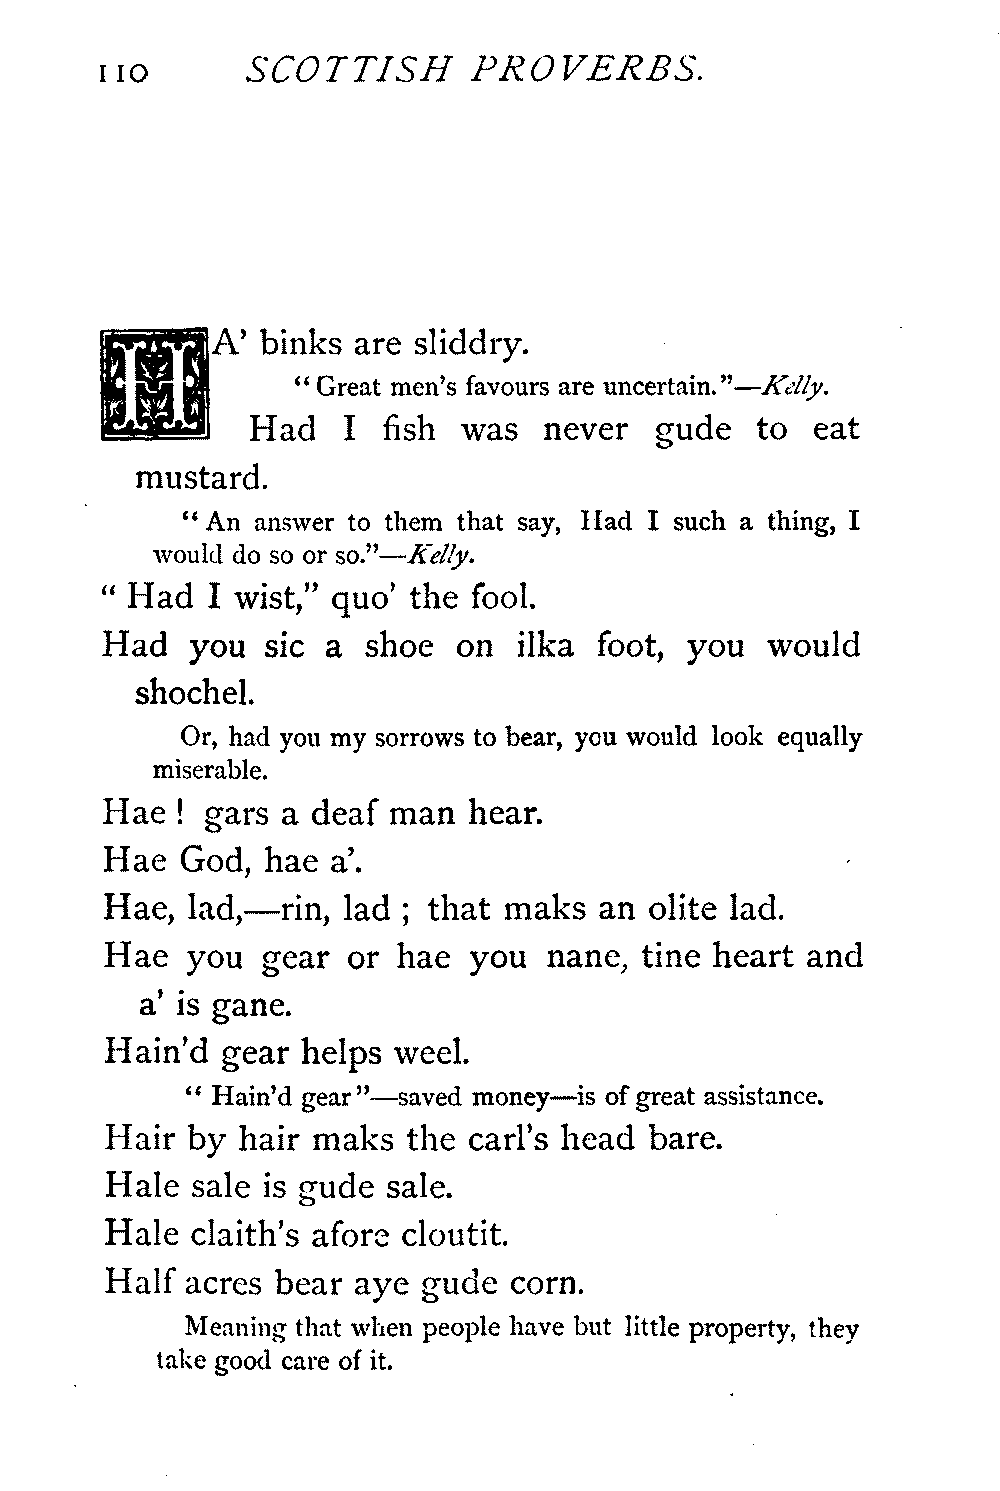 110 SCOTTISH PROVERBS.
HA' binks are sliddry.
"Great men's favours are uncertain."—Kelly.
Had I fish was never gude to eat
mustard.
"An answer to them that say, Had I such a thing, I
would do so or so."—Kelly.
"Had I wist," quo' the fool.
Had you sic a shoe on ilka foot, you would
shochel.
Or, had you my sorrows to bear, you would look equally
miserable.
Hae! gars a deaf man hear.
Hae God, hae a'.
Hae, lad,—rin, lad; that maks an olite lad.
Hae you gear or hae you nane, tine heart and
a' is gane.
Hain'd gear helps weel.
"Hain'd gear"—saved money—is of great assistance.
Hair by hair maks the carl's head bare.
Hale sale is gude sale.
Hale claith's afore cloutit.
Half acres bear aye gude corn.
Meaning that when people have but little property, they
take good care of it.